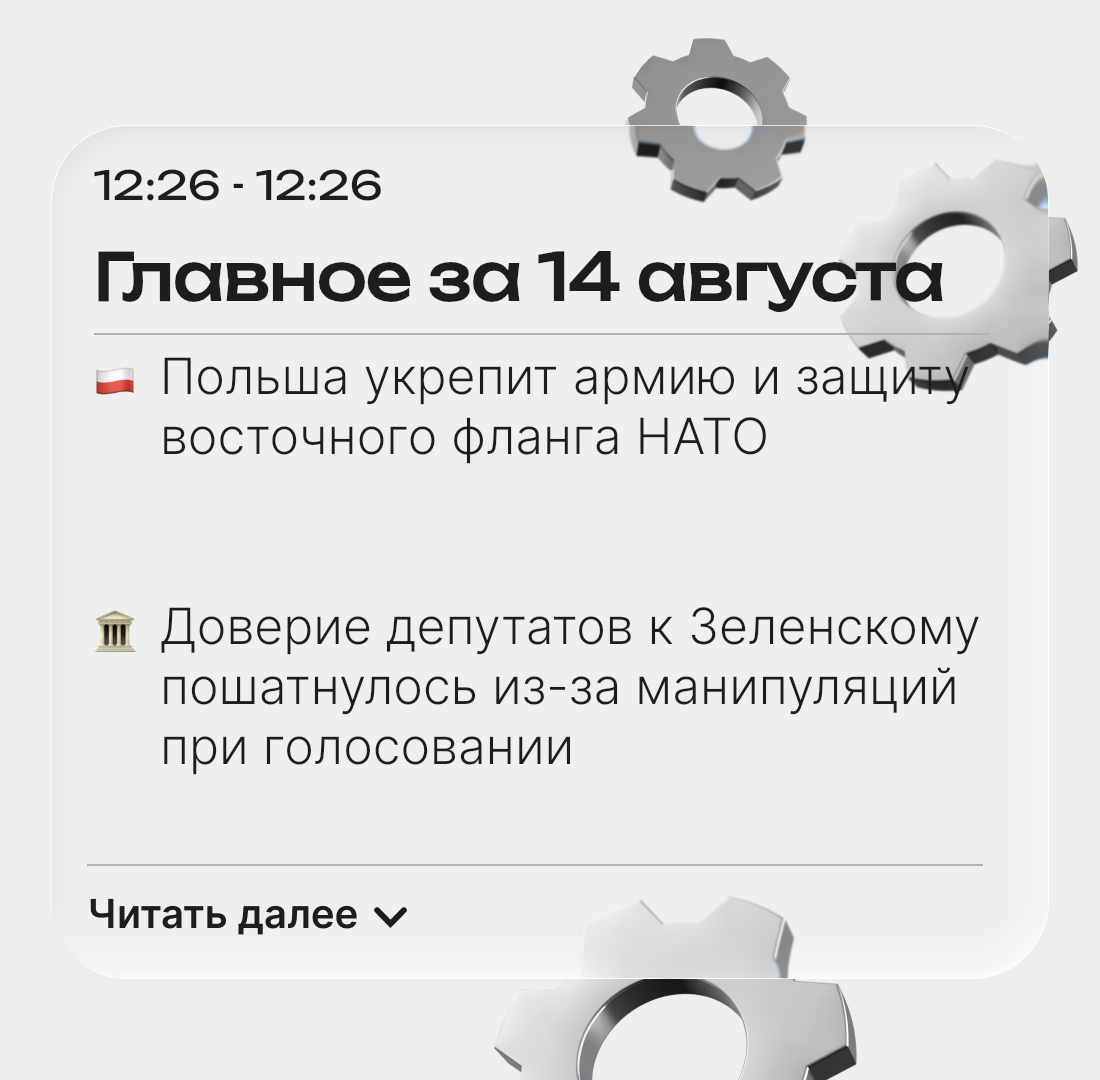 12:26 - 12:26
Главное за 14 августа
Польша укрепит армию и защиту
восточного фланга НАТО
Доверие депутатов к Зеленскому
пошатнулось из-за манипуляций
при голосовании
Читать далее